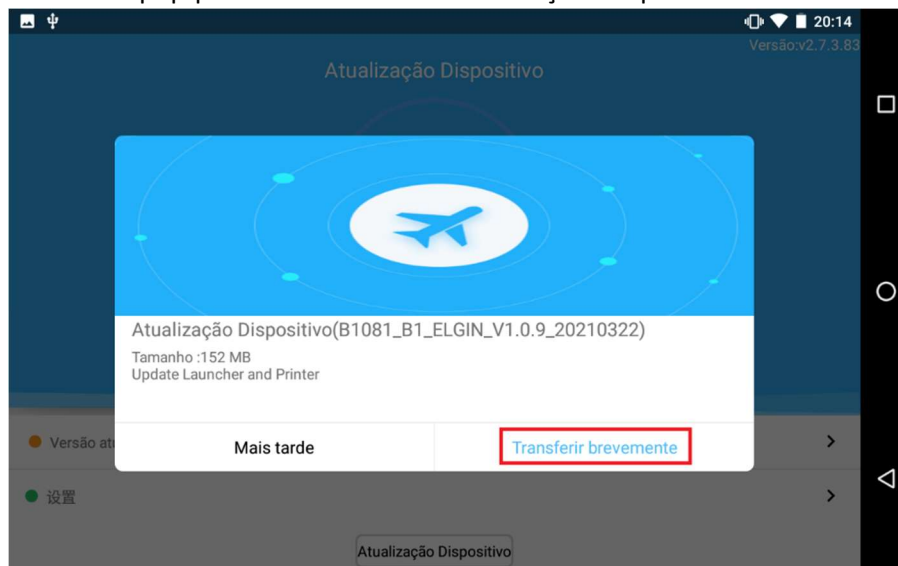 20:14
Versão:v2.7.3.83
Atualização Dispositivo
Atualização Dispositivo(B1081_B1_ELGIN_V1.0.9_20210322)
Tamanho :152 MB
Update Launcher and Printer
Versão
Mais tarde
Transferir brevemente
设置
Atualização Dispositivo